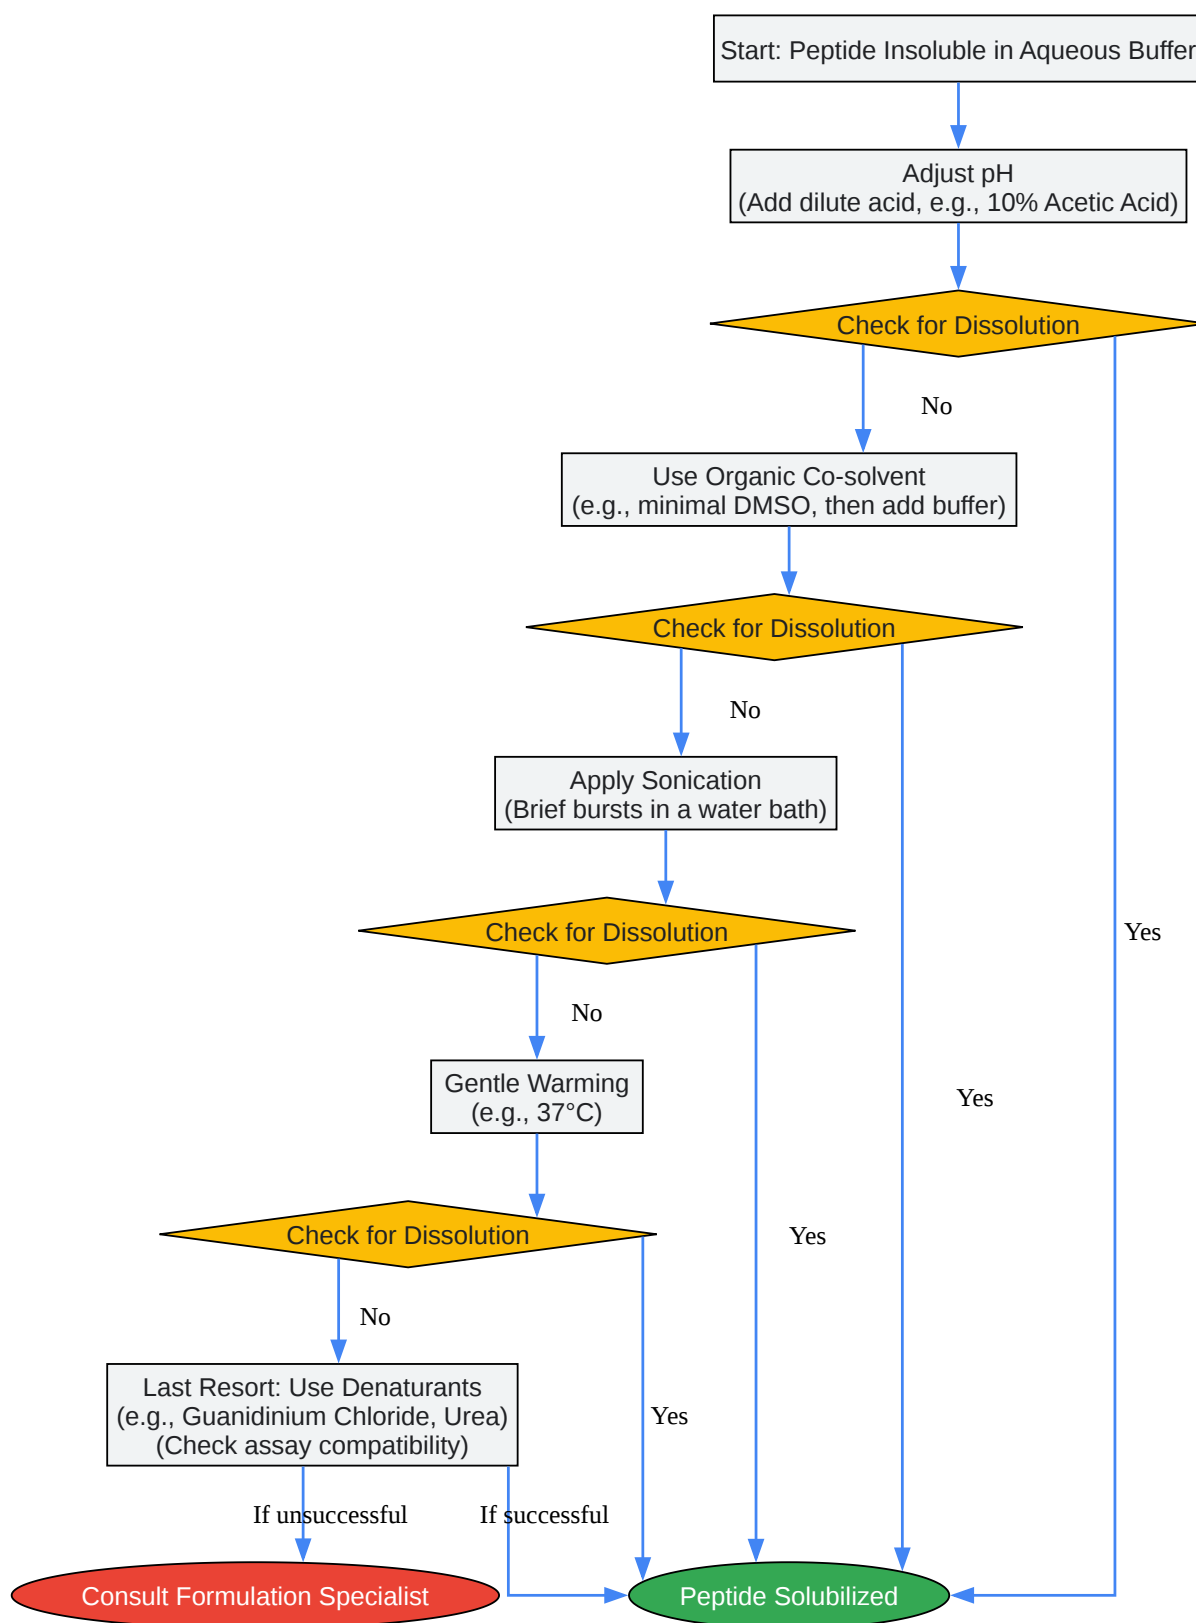 Start: Peptide Insoluble in Aqueous Buffer
Adjust pH
(Add dilute acid, e.g., 10% Acetic Acid)
Check for Dissolution
No
Use Organic Co-solvent
(e.g., minimal DMSO, then add buffer)
Check for Dissolution
No
Apply Sonication
(Brief bursts in a water bath)
Check for Dissolution
Yes
No
Gentle Warming
(e.g., 37°C)
Yes
Check for Dissolution
Yes
No
Last Resort: Use Denaturants
(e.g., Guanidinium Chloride, Urea)
(Check assay compatibility)
Yes
If unsuccessful
If successful
Consult Formulation Specialist
Peptide Solubilized